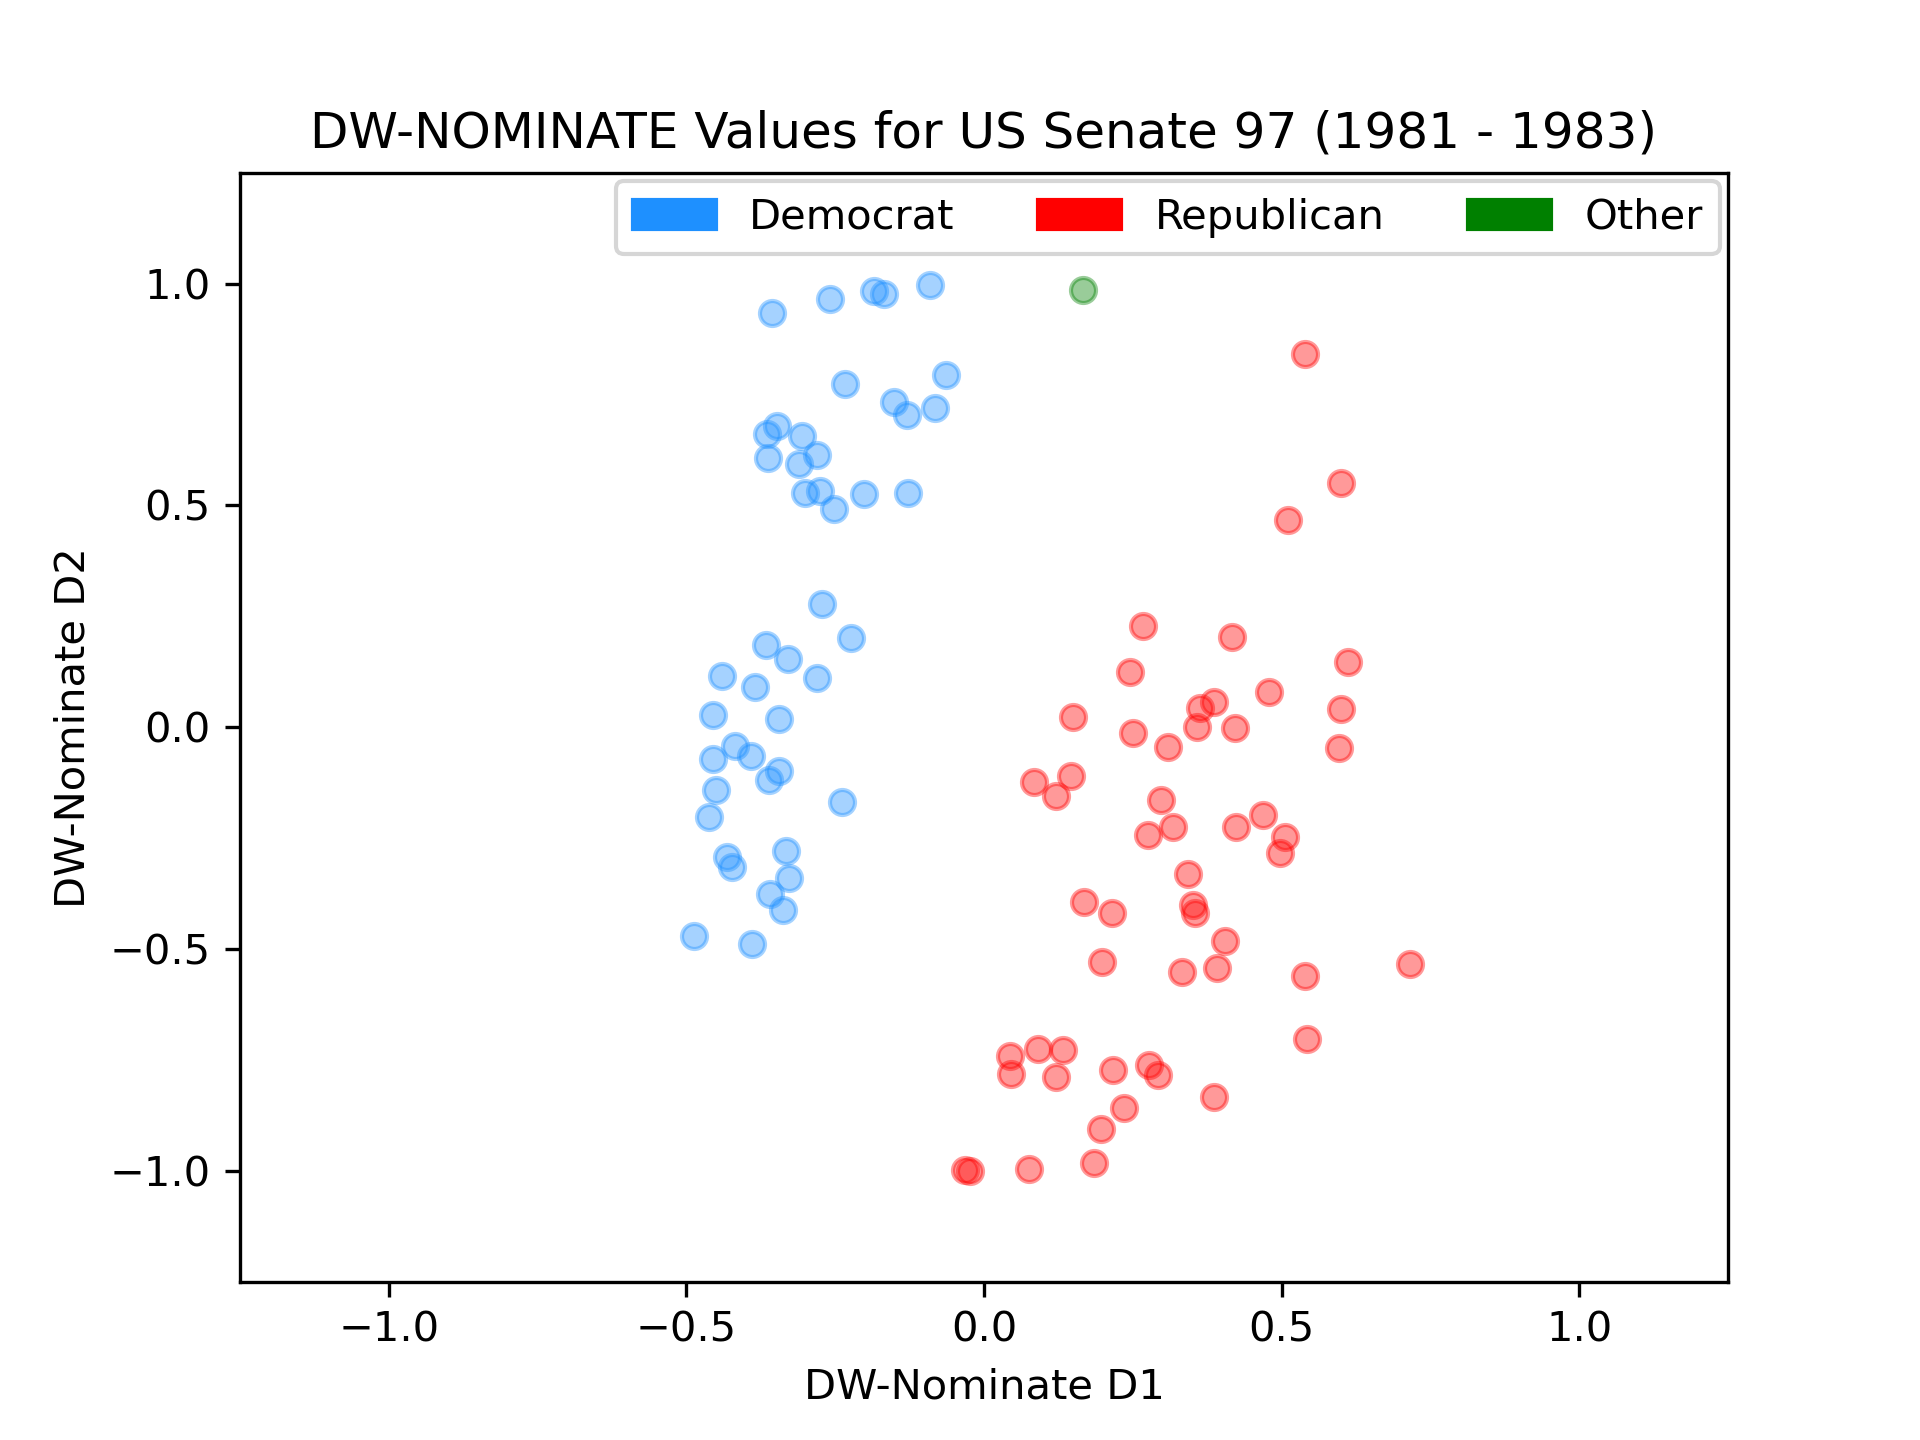 DW-NOMINATE Values for US Senate 97 (1981 - 1983)
Democrat Republican Other
1.0
0.5
0.0
−0.5
−1.0
DW-Nominate D2
−1.0 −0.5 0.0 0.5 1.0
DW-Nominate D1